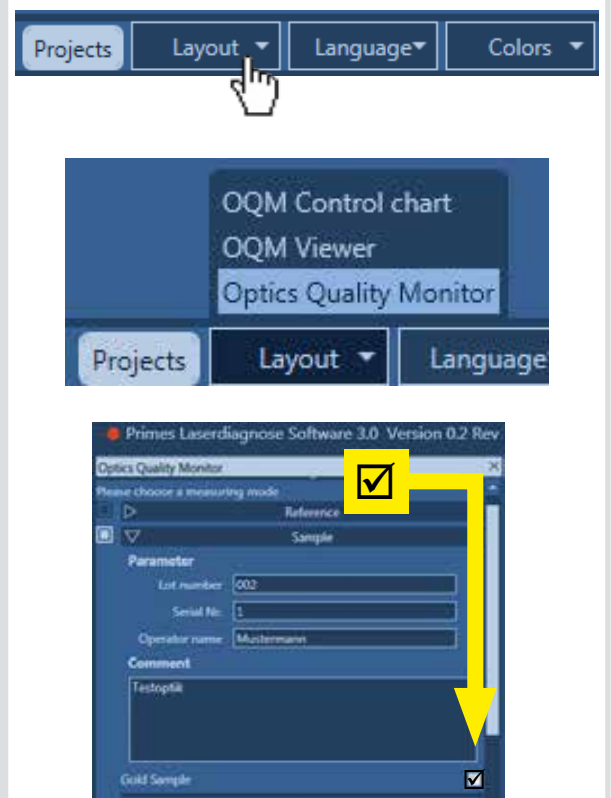 Projects Layout Language Colors
OQM Control chart
OQM Viewer
Optics Quality Monitor
Projects Layout Language
Primes Laserdiagnose Software 3.0 Version 0.2 Rev
Optics Quality Monitor
Please choose a measuring mode
Reference
Sample
Parameter
Lot number 002
Serial Nr. 1
Operator name Mustermann
Comment
Testoptik
Gold Sample